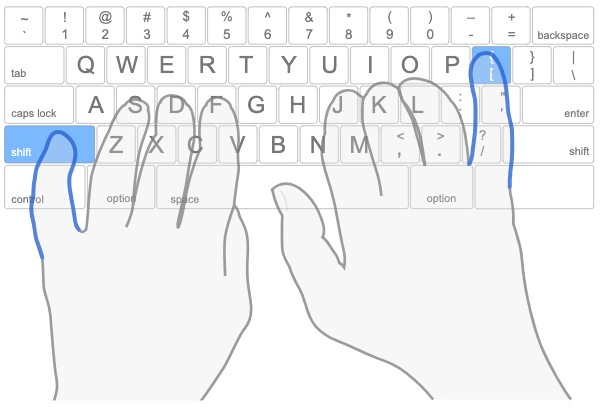 ~ ! @ # $ % ^ & * ( ) _ +
` 1 2 3 4 5 6 7 8 9 0 - = backspace
tab Q W E R T Y U I O P { } |
[ ] \
caps lock A S D F G H J K L : "
; ' enter
shift Z X C V B N M < > ?
, . / shift
control option space option